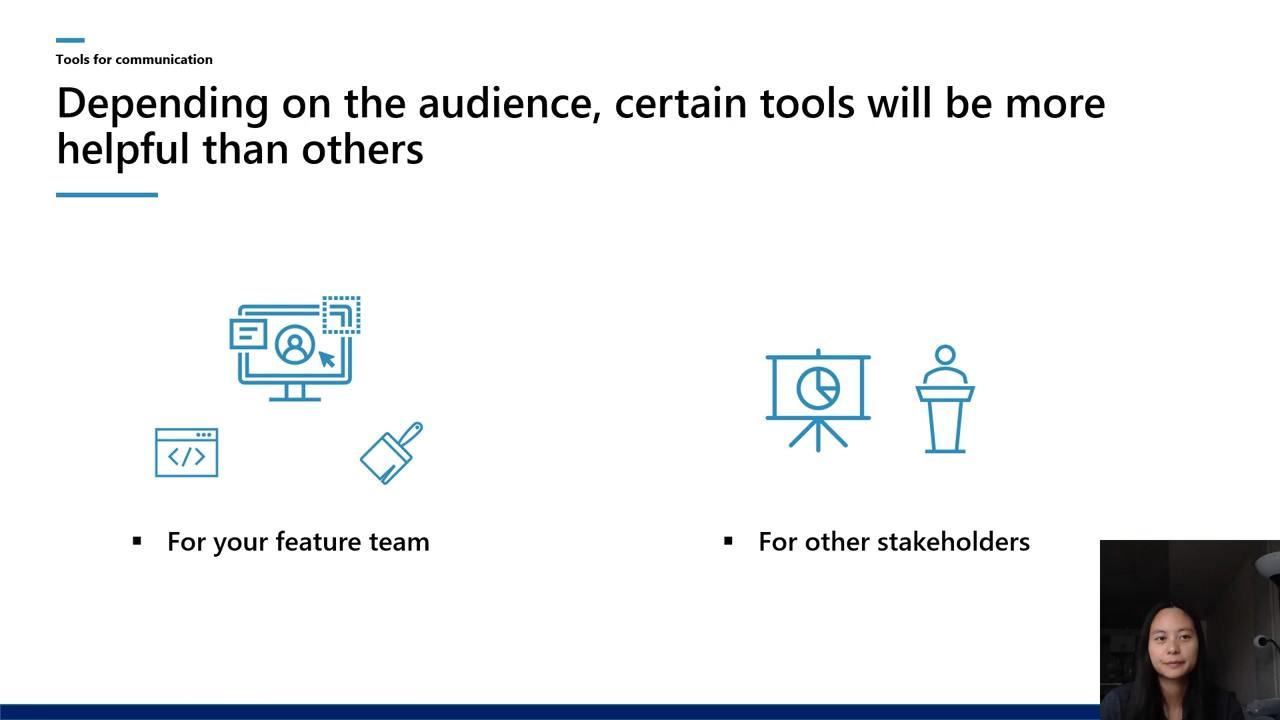 Tools for communication
Depending on the audience, certain tools will be more
helpful than others
</>
▪ For your feature team
▪ For other stakeholders